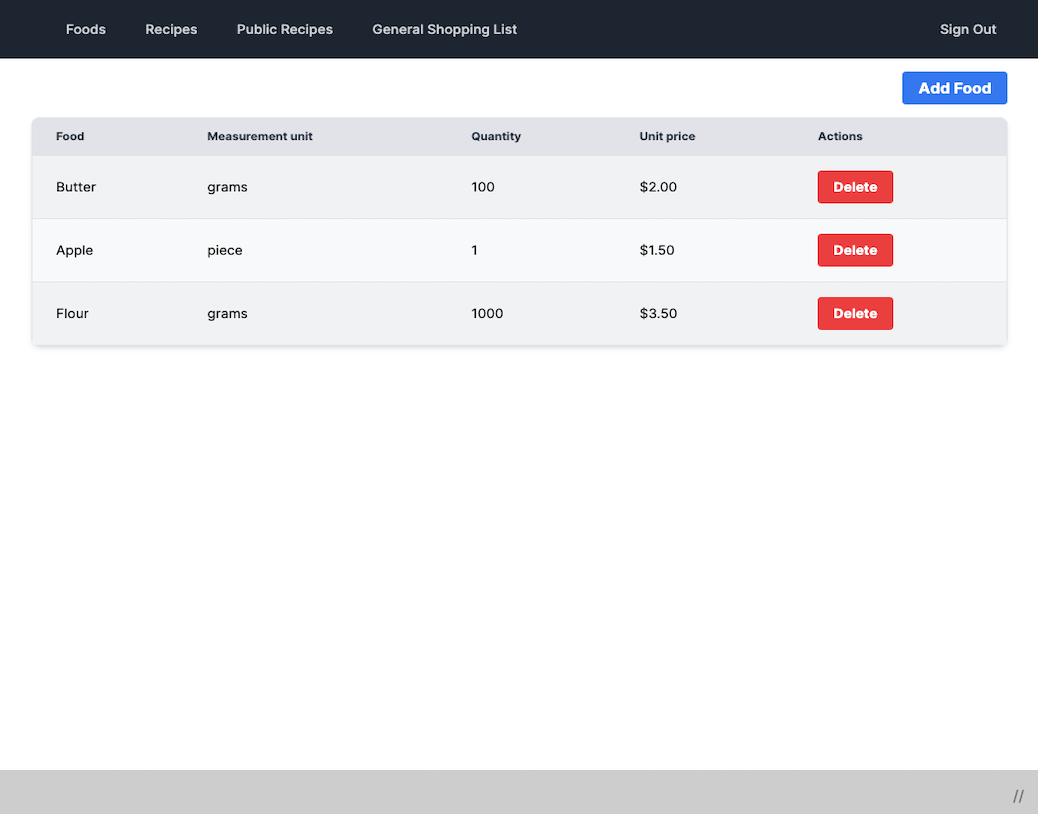 Foods Recipes Public Recipes General Shopping List Sign Out
Add Food
Food Measurement unit Quantity Unit price Actions
Butter grams 100 $2.00 Delete
Apple piece 1 $1.50 Delete
Flour grams 1000 $3.50 Delete
//